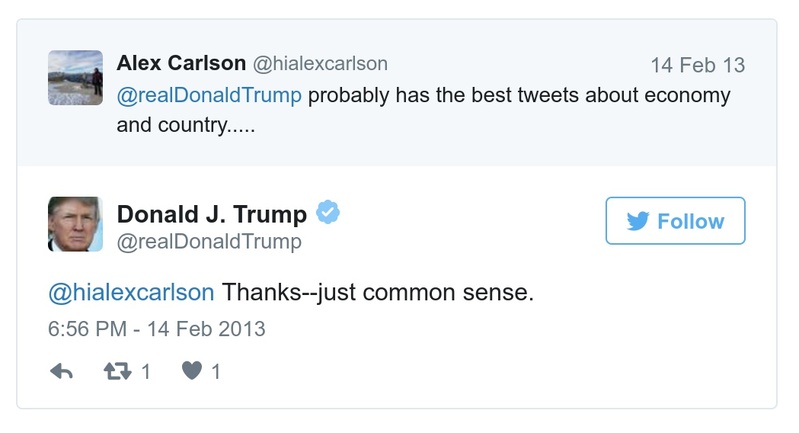 Alex Carlson @hialexcarlson 14 Feb 13
@realDonaldTrump probably has the best tweets about economy
and country.....
Donald J. Trump
@realDonaldTrump
Follow
@hialexcarlson Thanks--just common sense.
6:56 PM - 14 Feb 2013
1 1